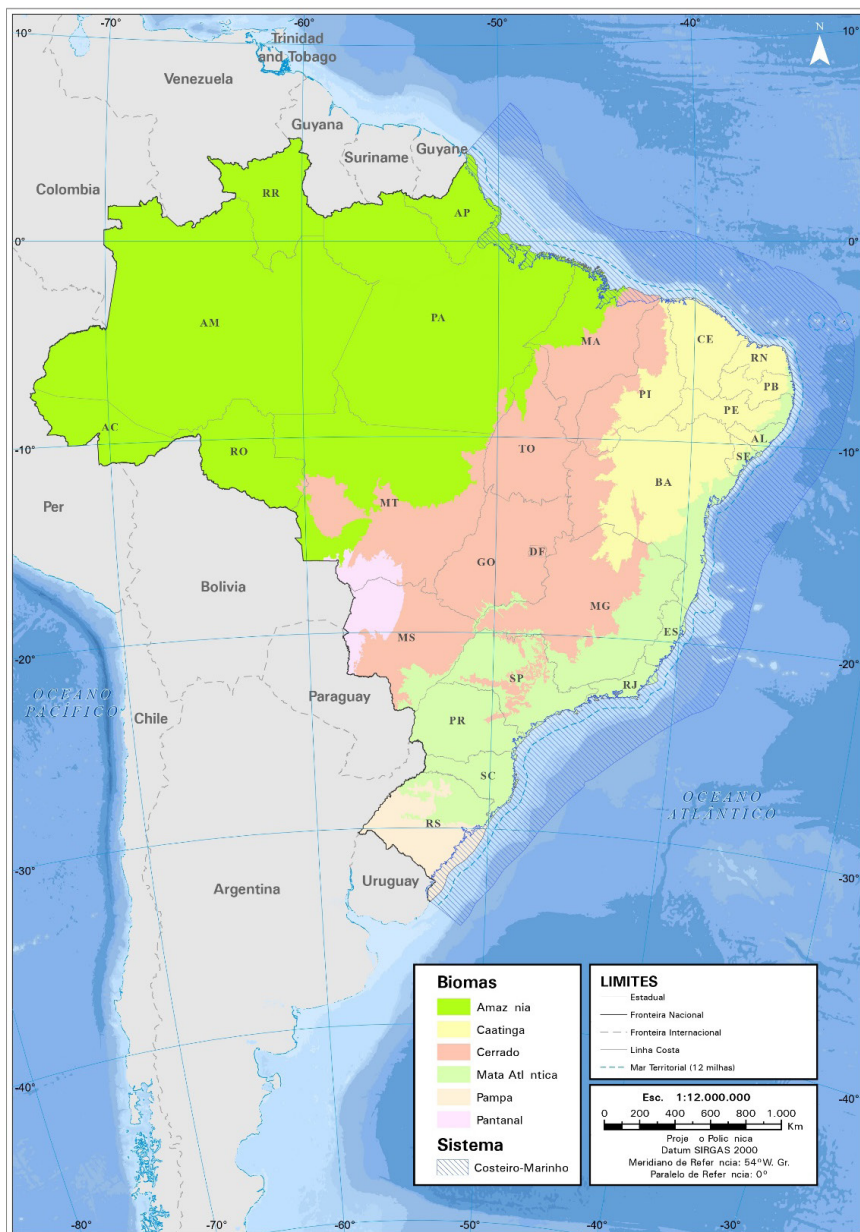 -70°
-60°
-50°
-40°
10°
10°
N
Trinidad
and Tobago
Venezuela
Guyana
Suriname
Guyane
Colombia
RR
AP
0°
0°
AM
PA
MA
CE
RN
PB
PI
PE
AL
SE
AC
RO
TO
BA
-10°
-10°
MT
Per
DF
GO
Bolivia
MG
MS
ES
-20°
-20°
SP
RJ
OCEANO
PACÍFICO
Paraguay
Chile
PR
SC
OCEANO
ATLÂNTICO
RS
-30°
-30°
Uruguay
Argentina
Biomas
Amaz nia
Caatinga
Cerrado
Mata Atl ntica
Pampa
Pantanal
Sistema
Costeiro-Marinho
LIMITES
Estadual
Fronteira Nacional
Fronteira Internacional
Linha Costa
Mar Territorial (12 milhas)
-40°
-40°
Esc. 1:12.000.000
0 200 400 600 800 1.000
Km
Proje o Polic nica
Datum SIRGAS 2000
Meridiano de Refer ncia: 54°W. Gr.
Paralelo de Refer ncia: 0°
-80°
-70°
-60°
-50°
-40°
-30°